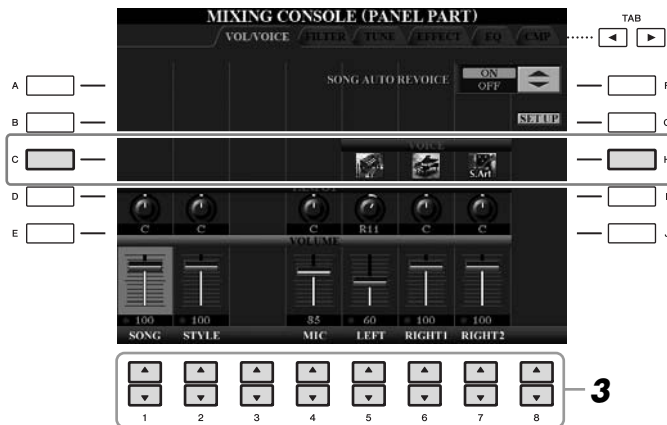 MIXING CONSOLE (PANEL PART)
TAB
VOL/VOICE FILTER TUNE EFFECT EQ CMP
A
SONG AUTO REVOICE
ON
OFF
B
SETUP
C
VOICE
S.Art
H
D
PANPOT
C C C R11 C C
E
VOLUME
100 100 85 60 100 100
SONG STYLE MIC LEFT RIGHT1 RIGHT2
1 2 3 4 5 6 7 8
3